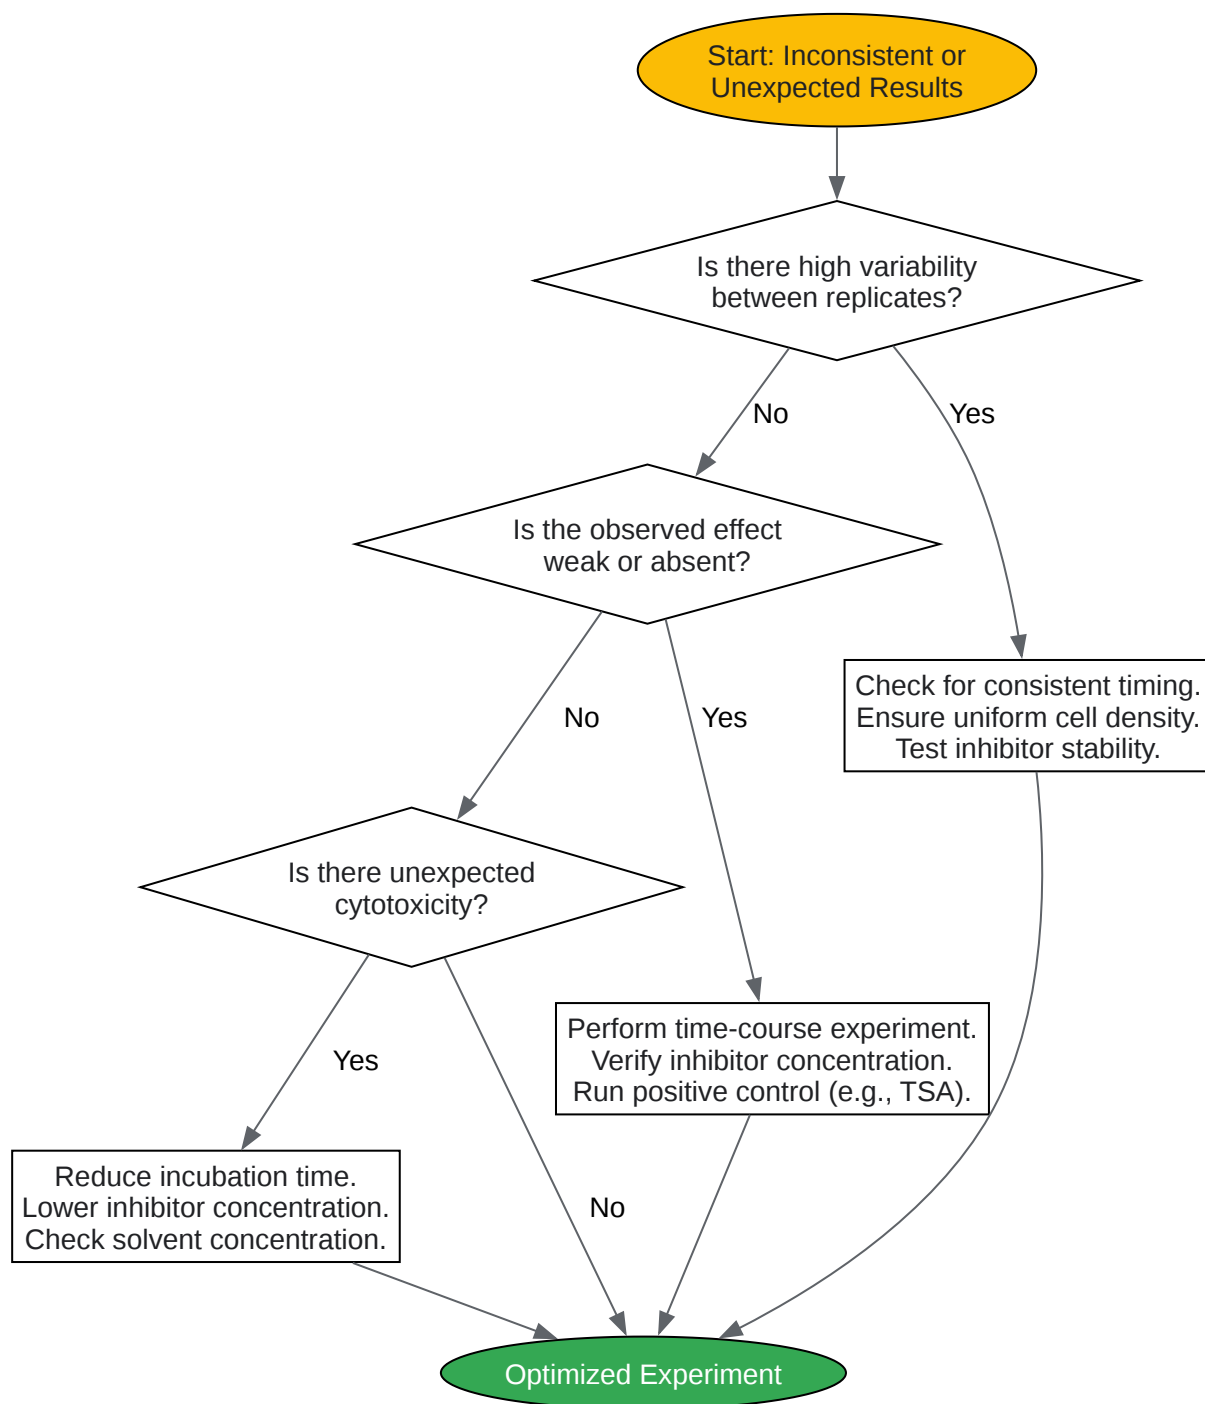 Start: Inconsistent or
Unexpected Results
Is there high variability
between replicates?
No
Yes
Is the observed effect
weak or absent?
No
Yes
Check for consistent timing.
Ensure uniform cell density.
Test inhibitor stability.
Is there unexpected
cytotoxicity?
Yes
No
Perform time-course experiment.
Verify inhibitor concentration.
Run positive control (e.g., TSA).
Reduce incubation time.
Lower inhibitor concentration.
Check solvent concentration.
Optimized Experiment